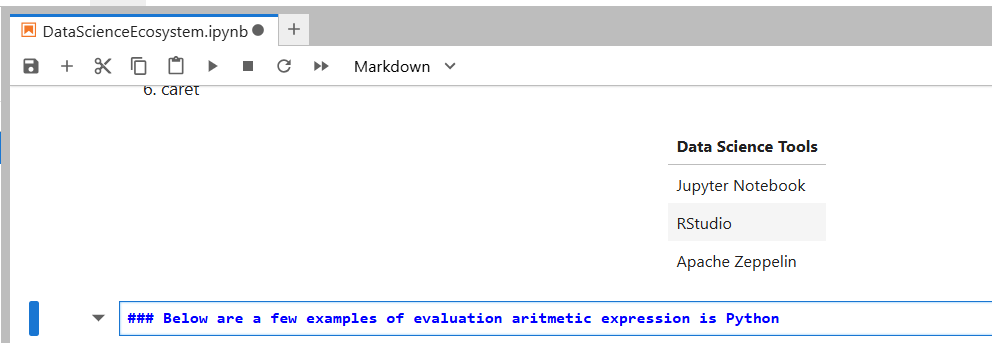 DataScienceEcosystem.ipynb
Markdown
6. caret
Data Science Tools
Jupyter Notebook
RStudio
Apache Zeppelin
### Below are a few examples of evaluation aritmetic expression is Python